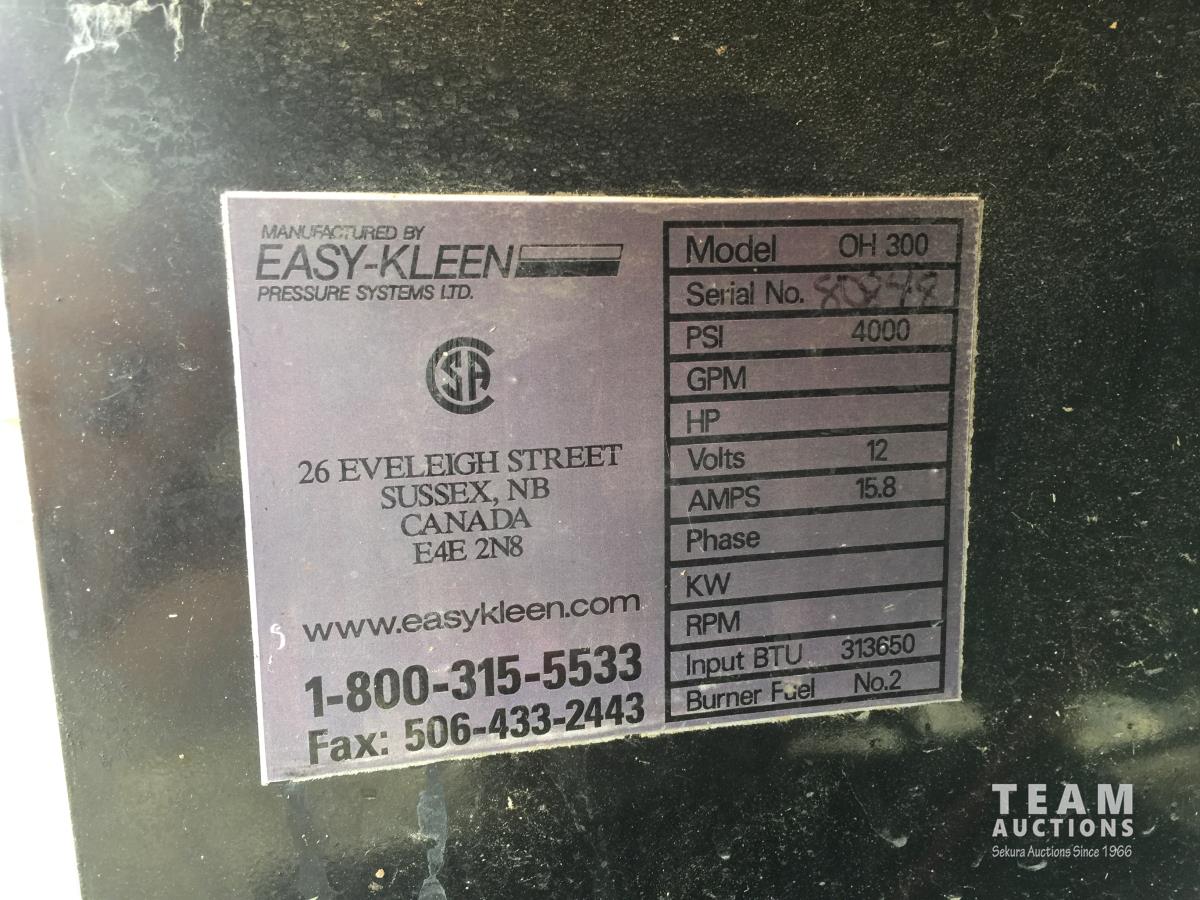 MANUFACTURED BY
EASY-KLEEN
PRESSURE SYSTEMS LTD.
CSA
26 EVELEIGH STREET
SUSSEX, NB
CANADA
E4E 2N8
www.easykleen.com
1-800-315-5533
Fax: 506-433-2443
Model OH 300
Serial No.
PSI 4000
GPM
HP
Volts 12
AMPS 15.8
Phase
KW
RPM
Input BTU 313650
Burner Fuel No.2
TEAM
AUCTIONS
Sekura Auctions Since 1966